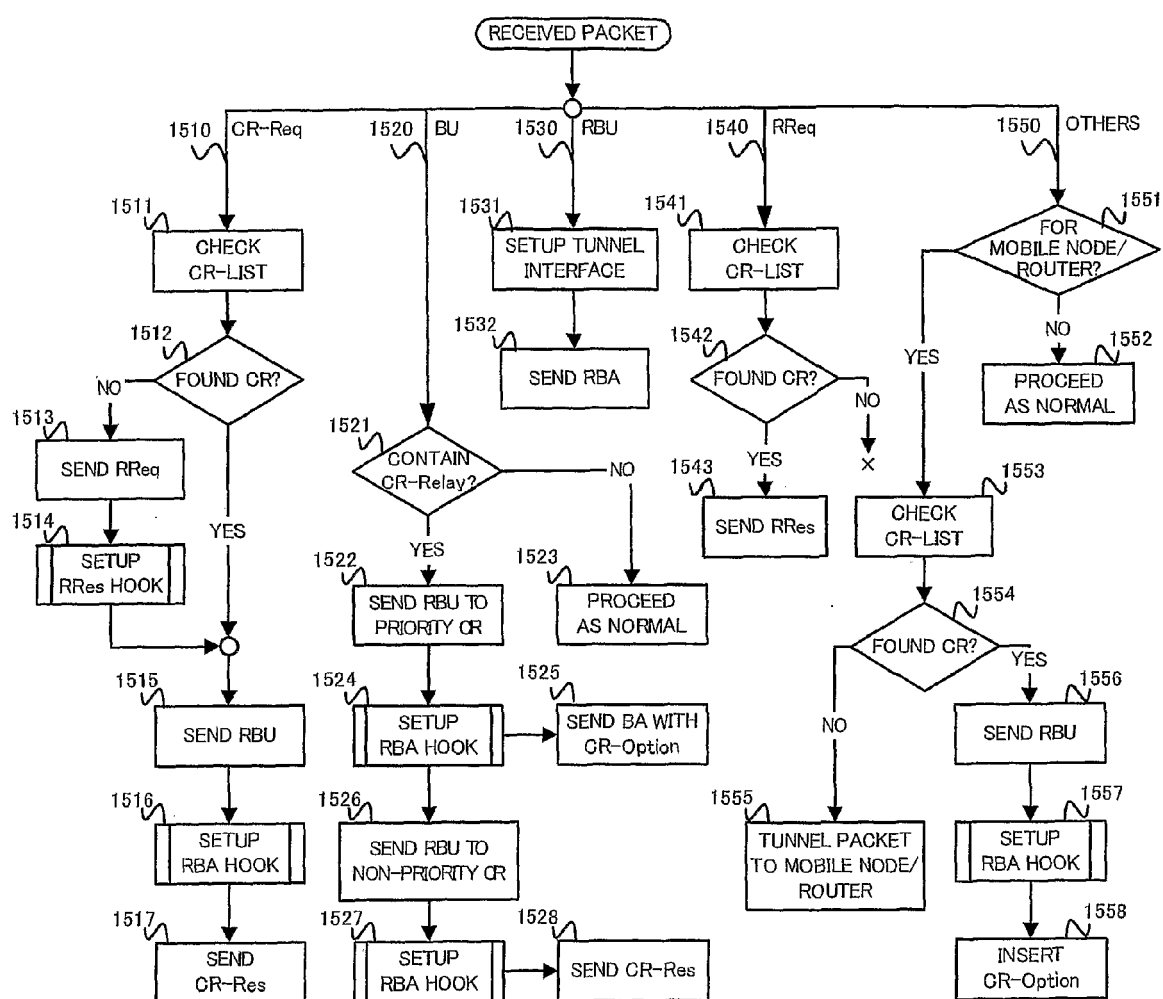 RECEIVED PACKET
1510 CR-Req
1520 BU
1530 RBU
1540 RReq
1550 OTHERS
1511
CHECK
CR-LIST
1512
FOUND CR?
NO
YES
1513
SEND RReq
1514
SETUP
RRes HOOK
1515
SEND RBU
1516
SETUP
RBA HOOK
1517
SEND
CR-Res
1521
CONTAIN
CR-Relay?
NO
YES
1522
SEND RBU TO
PRIORITY CR
1523
PROCEED
AS NORMAL
1524
SETUP
RBA HOOK
1525
SEND BA WITH
CR-Option
1526
SEND RBU TO
NON-PRIORITY CR
1527
SETUP
RBA HOOK
1528
SEND CR-Res
1531
SETUP TUNNEL
INTERFACE
1532
SEND RBA
1541
CHECK
CR-LIST
1542
FOUND CR?
NO
×
YES
1543
SEND RRes
1551
FOR
MOBILE NODE/
ROUTER?
NO
YES
1552
PROCEED
AS NORMAL
1553
CHECK
CR-LIST
1554
FOUND CR?
YES
NO
1555
TUNNEL PACKET
TO MOBILE NODE/
ROUTER
1556
SEND RBU
1557
SETUP
RBA HOOK
1558
INSERT
CR-Option